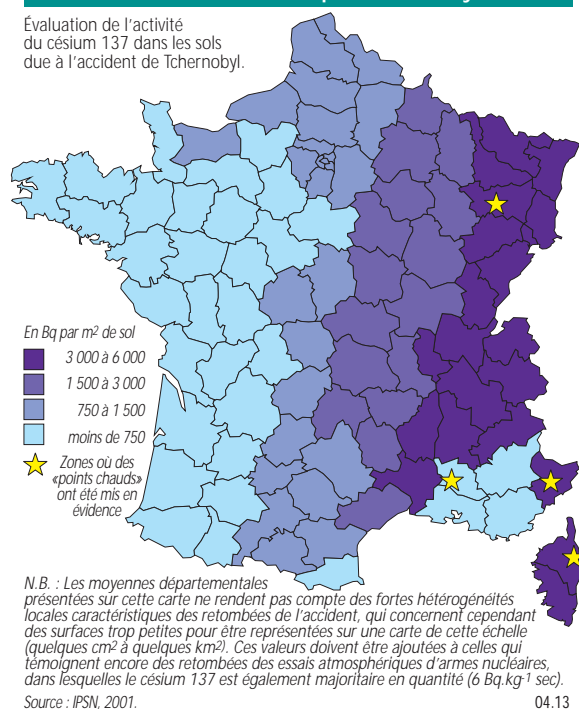 Évaluation de l'activité
du césium 137 dans les sols
due à l'accident de Tchernobyl.
En Bq par m² de sol
3 000 à 6 000
1 500 à 3 000
750 à 1 500
moins de 750
Zones où des
«points chauds»
ont été mis en
évidence
N.B. : Les moyennes départementales
présentées sur cette carte ne rendent pas compte des fortes hétérogénéités
locales caractéristiques des retombées de l'accident, qui concernent cependant
des surfaces trop petites pour être représentées sur une carte de cette échelle
(quelques cm² à quelques km²). Ces valeurs doivent être ajoutées à celles qui
témoignent encore des retombées des essais atmosphériques d'armes nucléaires,
dans lesquelles le césium 137 est également majoritaire en quantité (6 Bq.kg⁻¹ sec).
Source : IPSN, 2001.
04.13